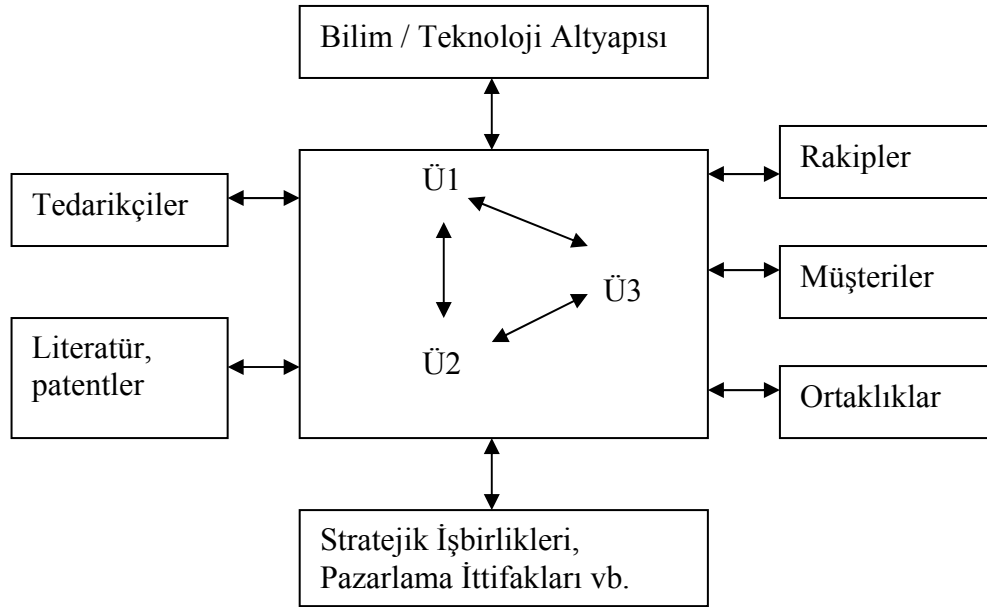 Bilim / Teknoloji Altyapısı
Rakipler
Ü1
Tedarikçiler
Müşteriler
Ü3
Literatür,
patentler
Ü2
Ortaklıklar
Stratejik İşbirlikleri,
Pazarlama İttifakları vb.